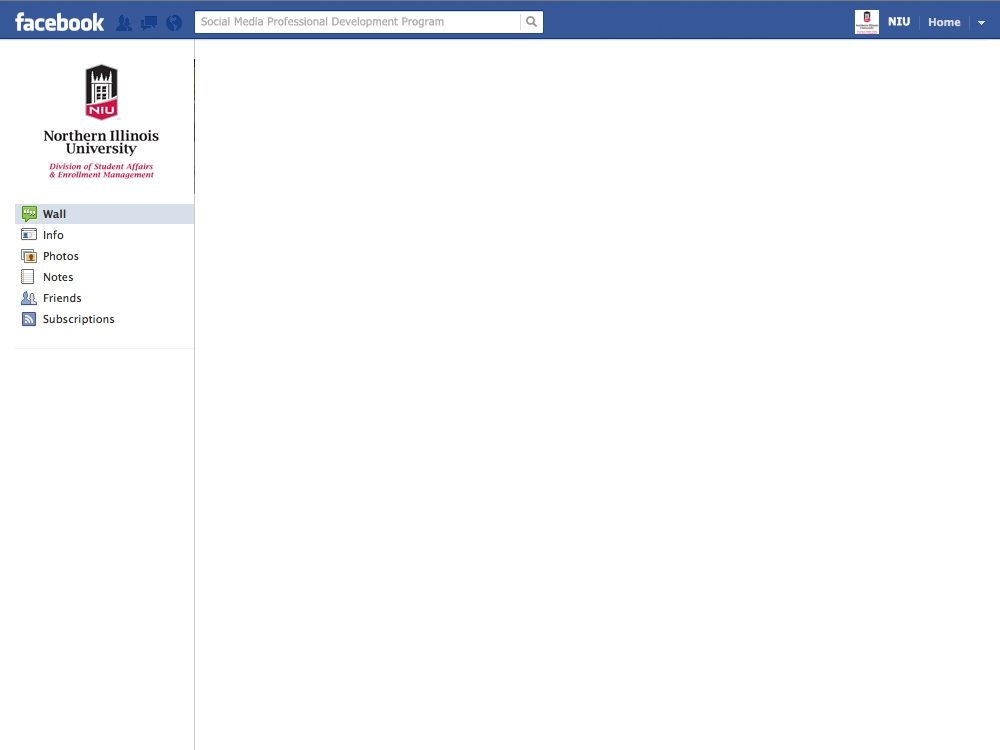 facebook
Social Media Professional Development Program
NIU
Home
NIU
Northern Illinois
University
Division of Student Affairs
& Enrollment Management
Wall
Info
Photos
Notes
Friends
Subscriptions